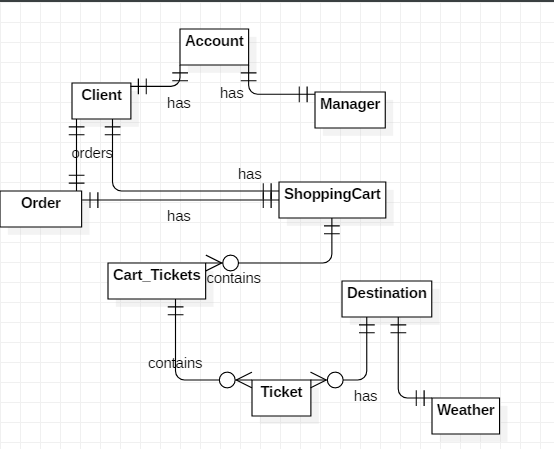 Account
Client
has
has
Manager
orders
has
ShoppingCart
Order
has
Cart_Tickets
contains
Destination
contains
Ticket
has
Weather